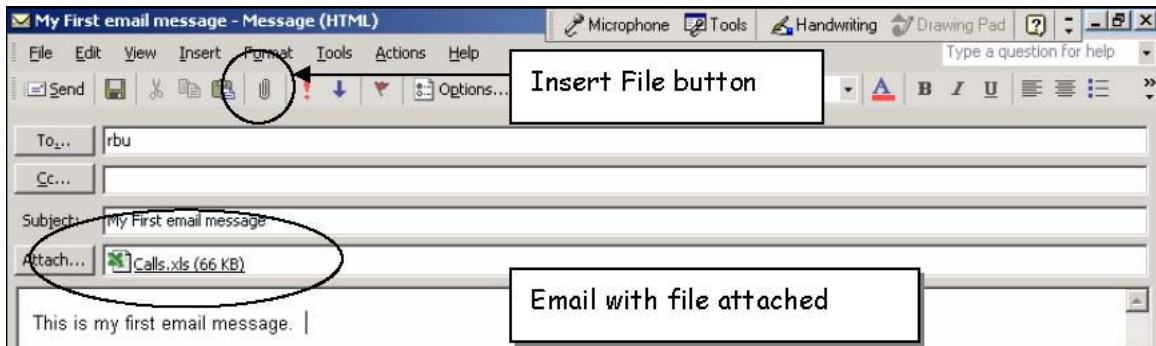 My First email message - Message (HTML)
Microphone Tools Handwriting Drawing Pad
File Edit View Insert Format Tools Actions Help
Type a question for help
Send
Options...
Insert File button
A B I U
To... rbu
Cc...
Subject: My First email message
Attach... Calls.xls (66 KB)
Email with file attached
This is my first email message.